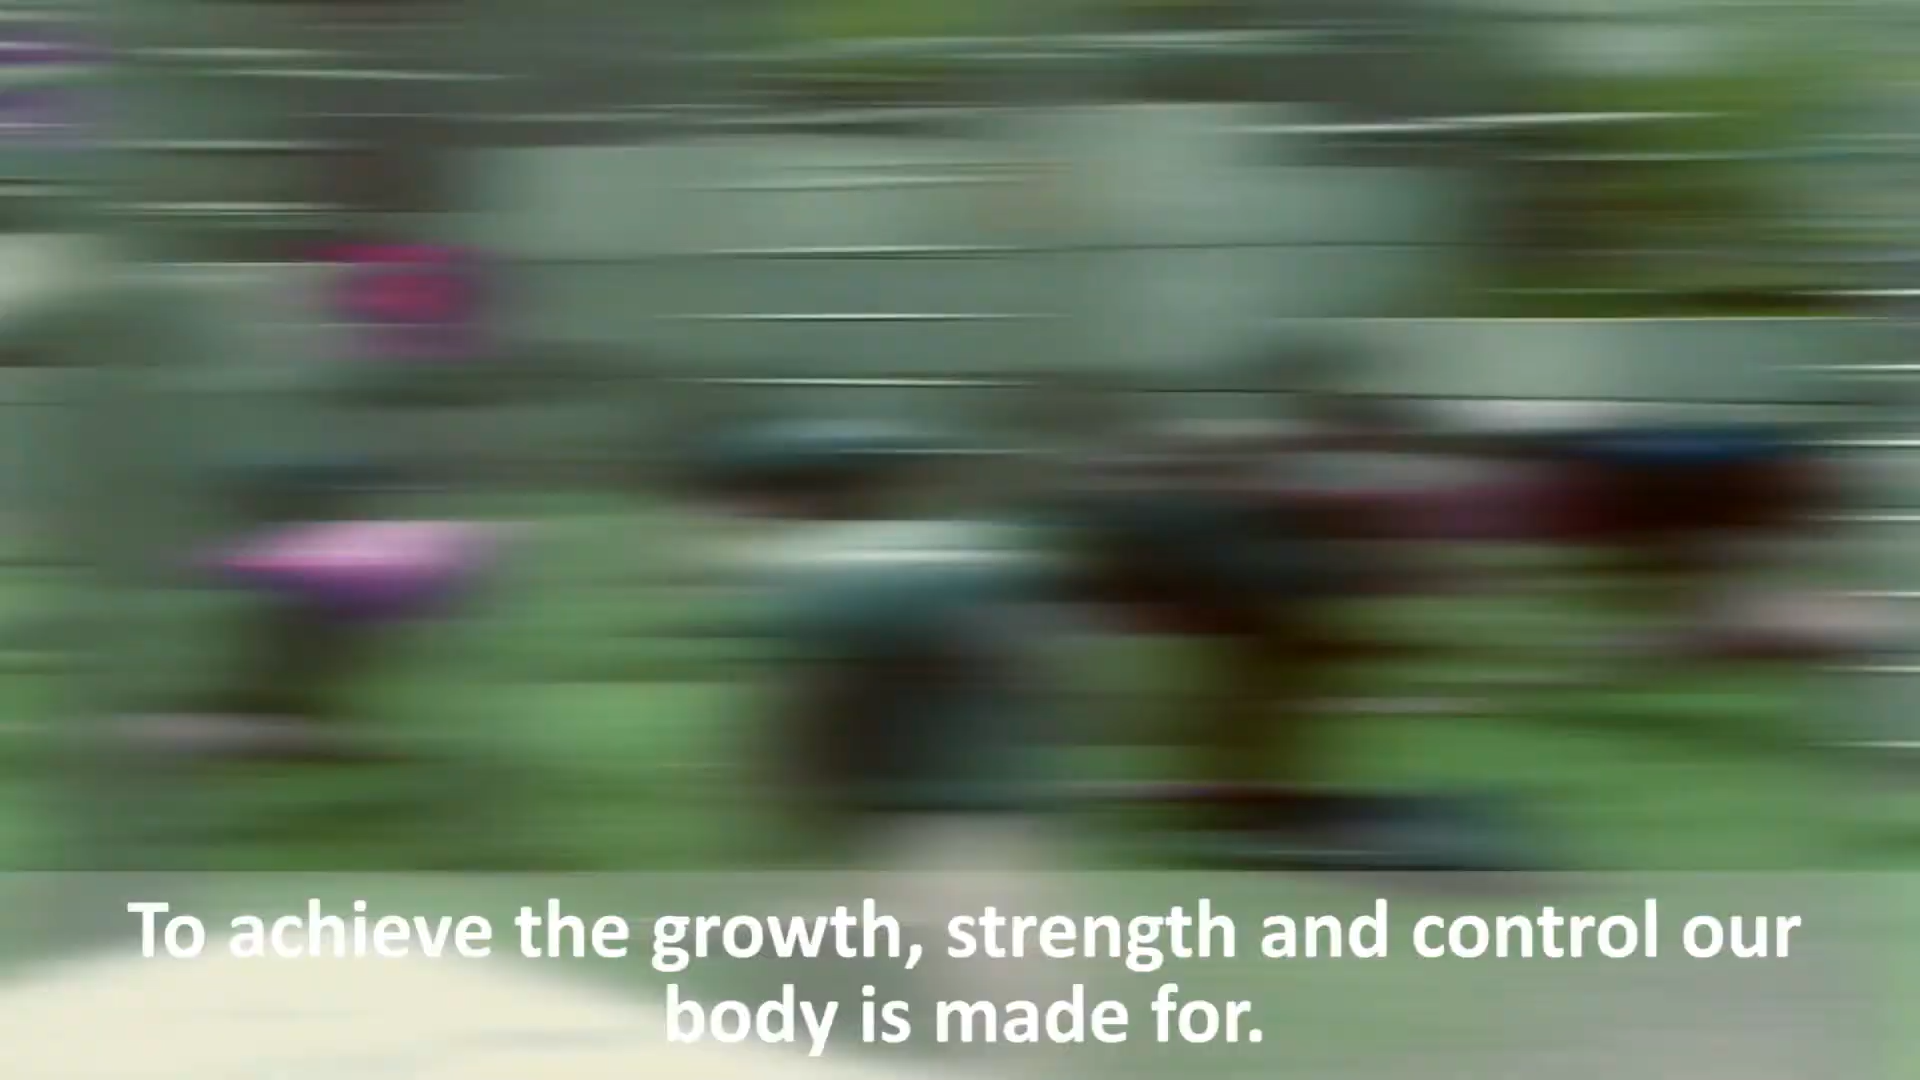 To achieve the growth, strength and control our
body is made for.